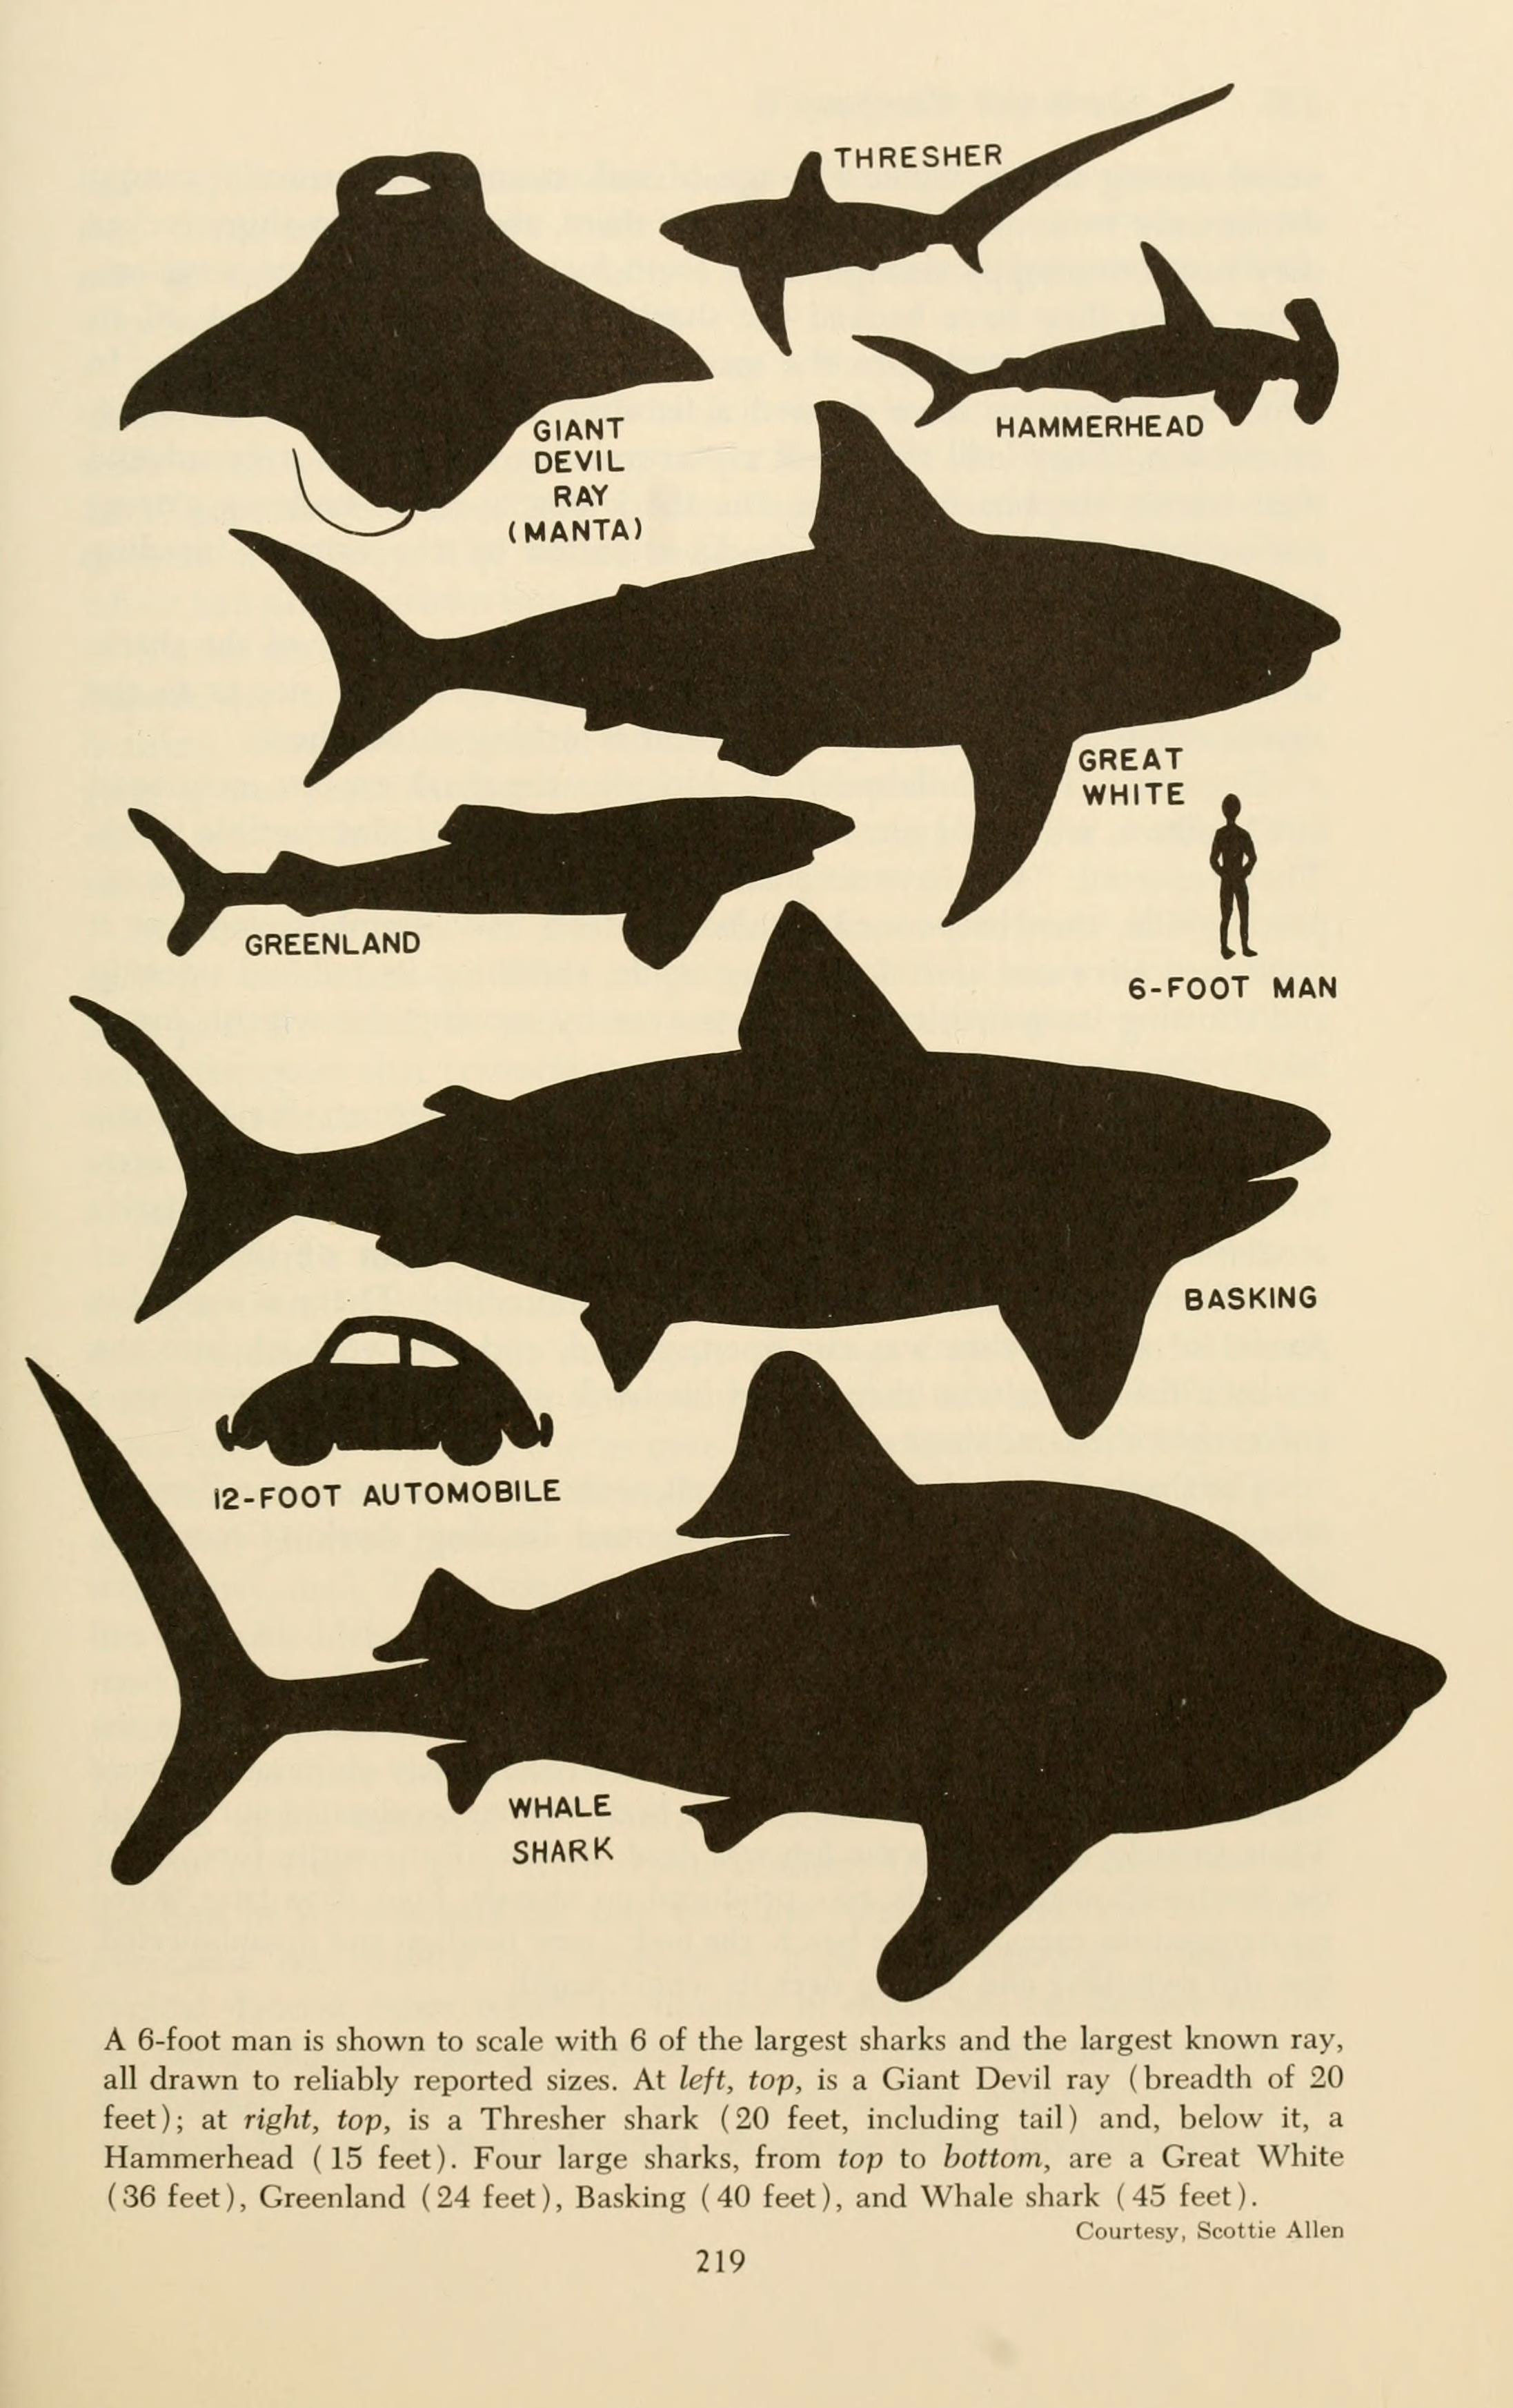 THRESHER
HAMMERHEAD
GIANT
DEVIL
RAY
(MANTA)
GREAT
WHITE
GREENLAND
6-FOOT MAN
BASKING
12-FOOT AUTOMOBILE
WHALE
SHARK
A 6-foot man is shown to scale with 6 of the largest sharks and the largest known ray,
all drawn to reliably reported sizes. At left, top, is a Giant Devil ray (breadth of 20
feet); at right, top, is a Thresher shark (20 feet, including tail) and, below it, a
Hammerhead (15 feet). Four large sharks, from top to bottom, are a Great White
(36 feet), Greenland (24 feet), Basking (40 feet), and Whale shark (45 feet).
Courtesy, Scottie Allen
219